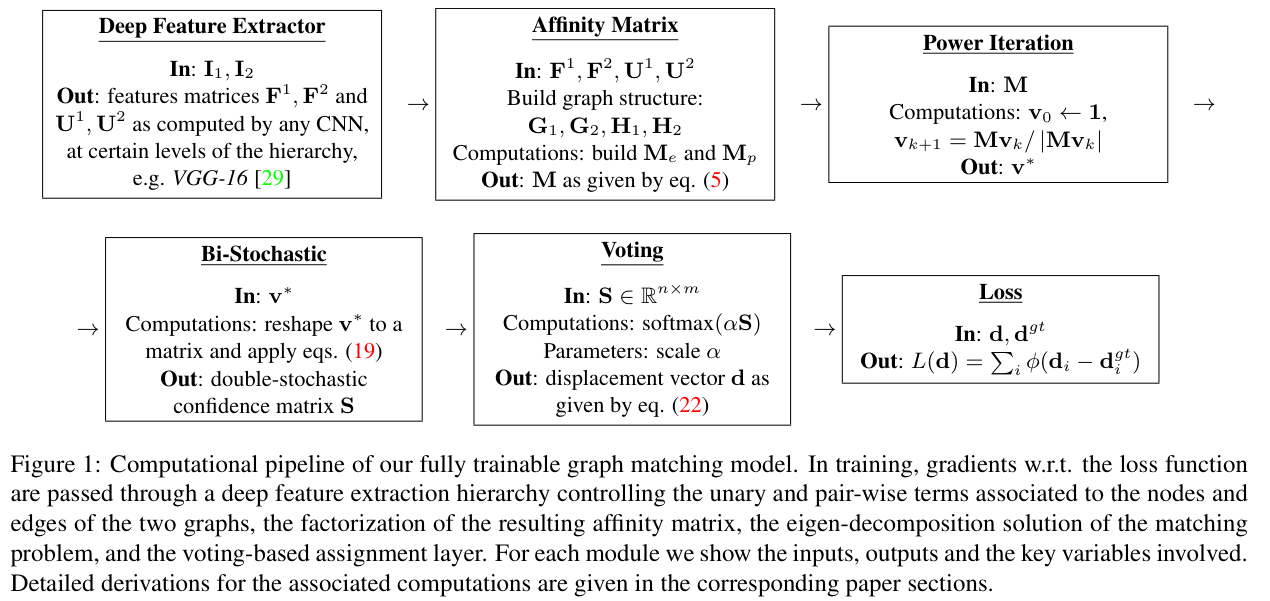 Deep Feature Extractor
In: I₁, I₂
Out: features matrices F¹, F² and
U¹, U² as computed by any CNN,
at certain levels of the hierarchy,
e.g. VGG-16 [29]
→
Affinity Matrix
In: F¹, F², U¹, U²
Build graph structure:
G₁, G₂, H₁, H₂
Computations: build Mₑ and Mₚ
Out: M as given by eq. (5)
→
Power Iteration
In: M
Computations: v₀ ← 1,
vₖ₊₁ = Mvₖ/ |Mvₖ|
Out: v*
→
→
Bi-Stochastic
In: v*
Computations: reshape v* to a
matrix and apply eqs. (19)
Out: double-stochastic
confidence matrix S
→
Voting
In: S ∈ ℝⁿˣᵐ
Computations: softmax(αS)
Parameters: scale α
Out: displacement vector d as
given by eq. (22)
→
Loss
In: d, dᵍᵗ
Out: L(d) = ∑ᵢ ϕ(dᵢ − dᵢᵍᵗ)
Figure 1: Computational pipeline of our fully trainable graph matching model. In training, gradients w.r.t. the loss function
are passed through a deep feature extraction hierarchy controlling the unary and pair-wise terms associated to the nodes and
edges of the two graphs, the factorization of the resulting affinity matrix, the eigen-decomposition solution of the matching
problem, and the voting-based assignment layer. For each module we show the inputs, outputs and the key variables involved.
Detailed derivations for the associated computations are given in the corresponding paper sections.